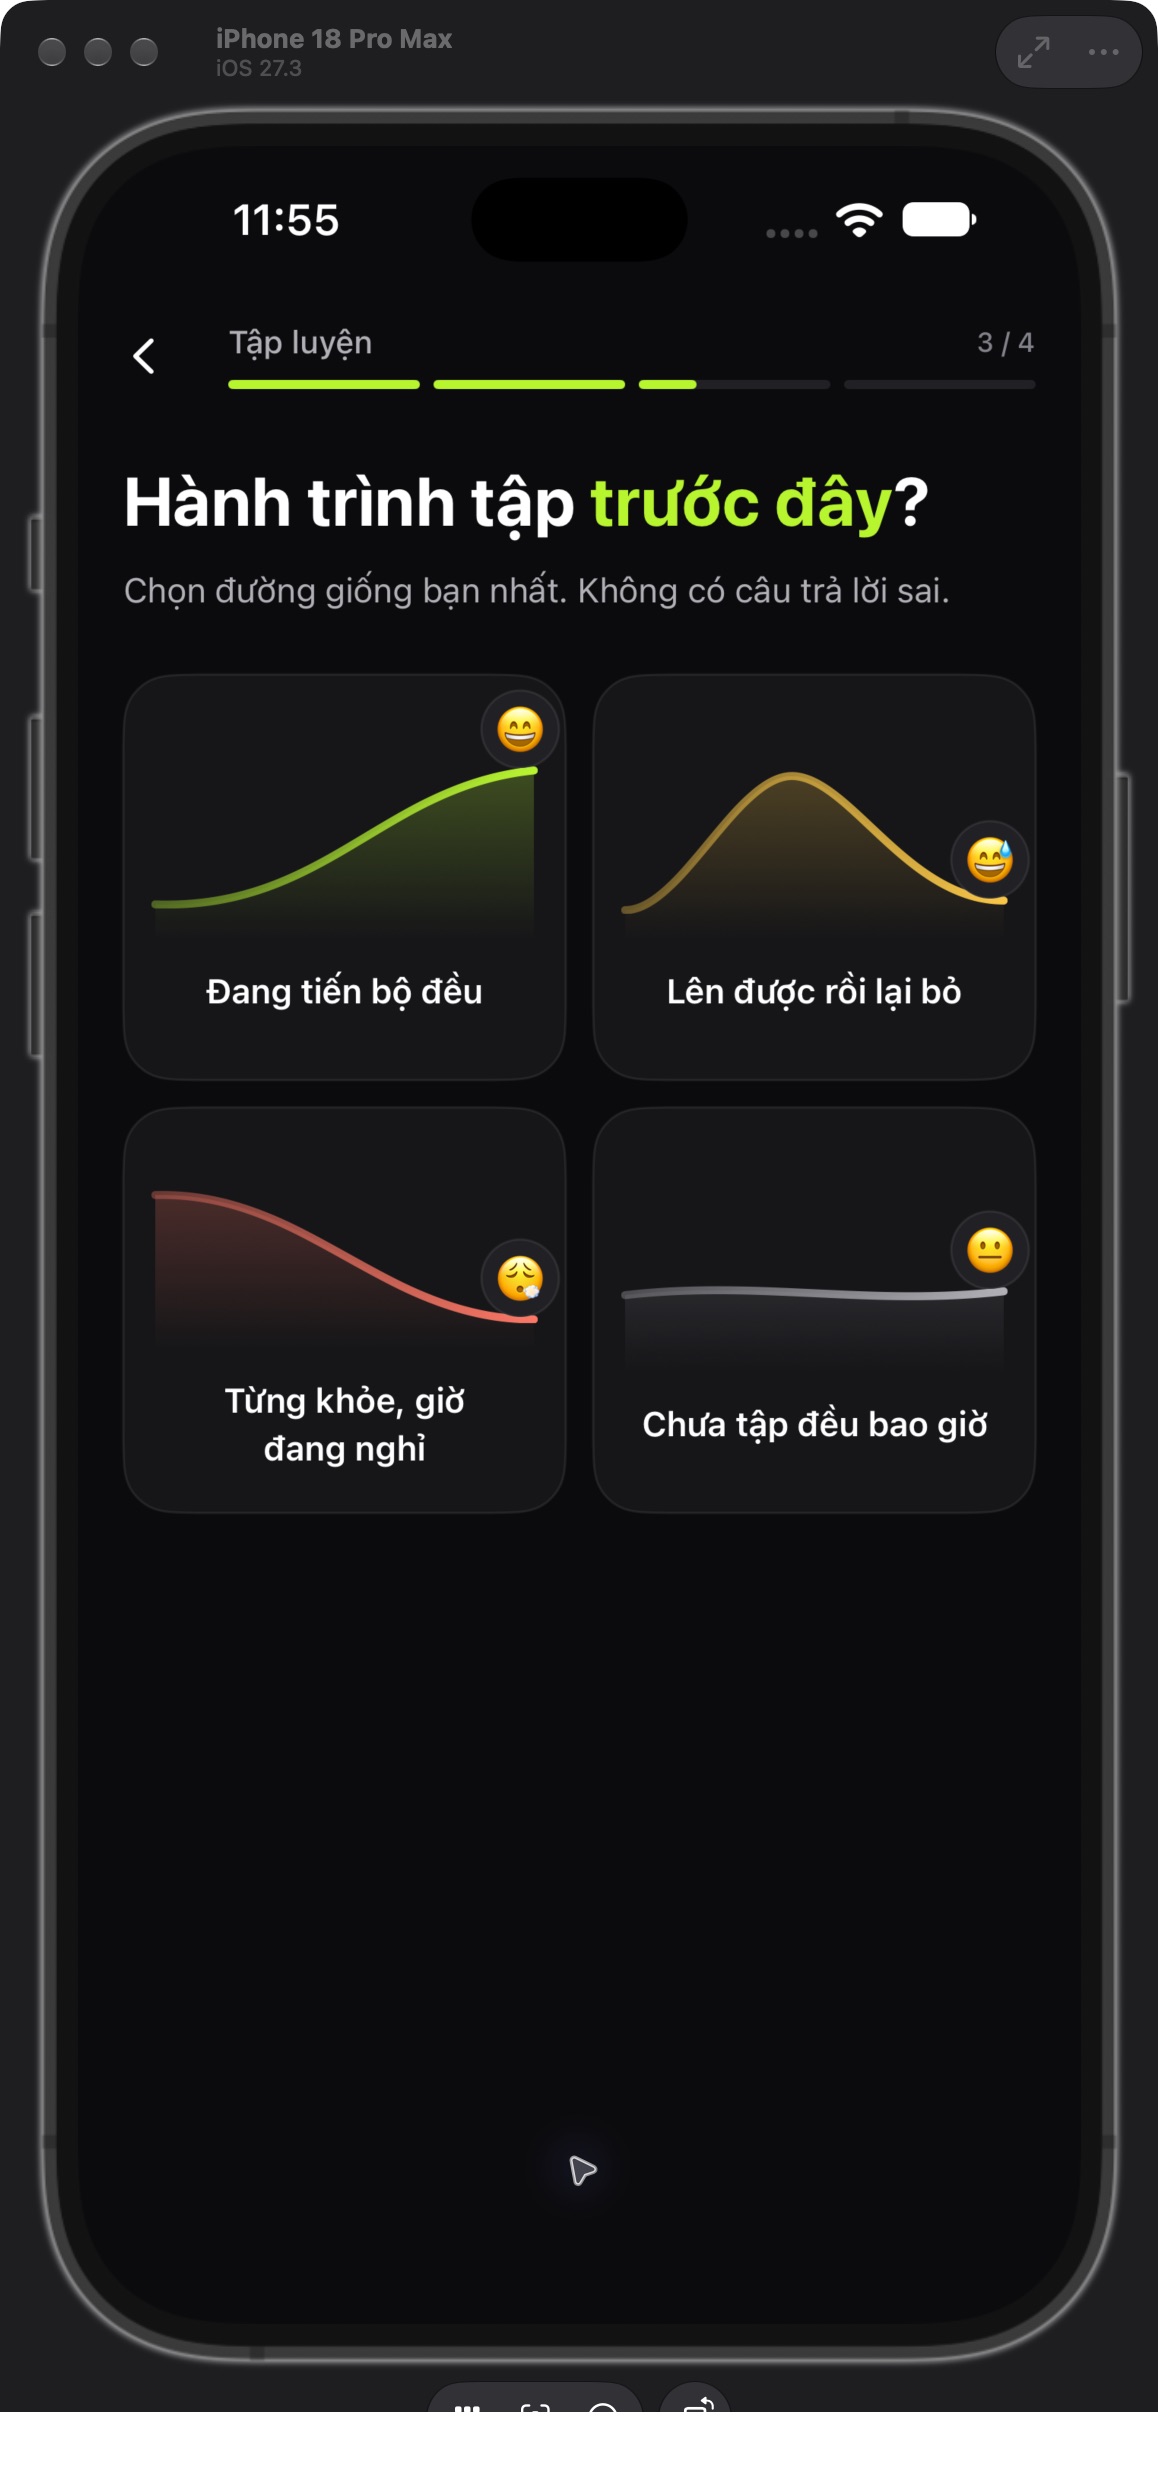 iPhone 18 Pro Max
iOS 27.3
11:55
Tập luyện
3 / 4
Hành trình tập trước đây?
Chọn đường giống bạn nhất. Không có câu trả lời sai.
Đang tiến bộ đều
Lên được rồi lại bỏ
Từng khỏe, giờ
đang nghỉ
Chưa tập đều bao giờ